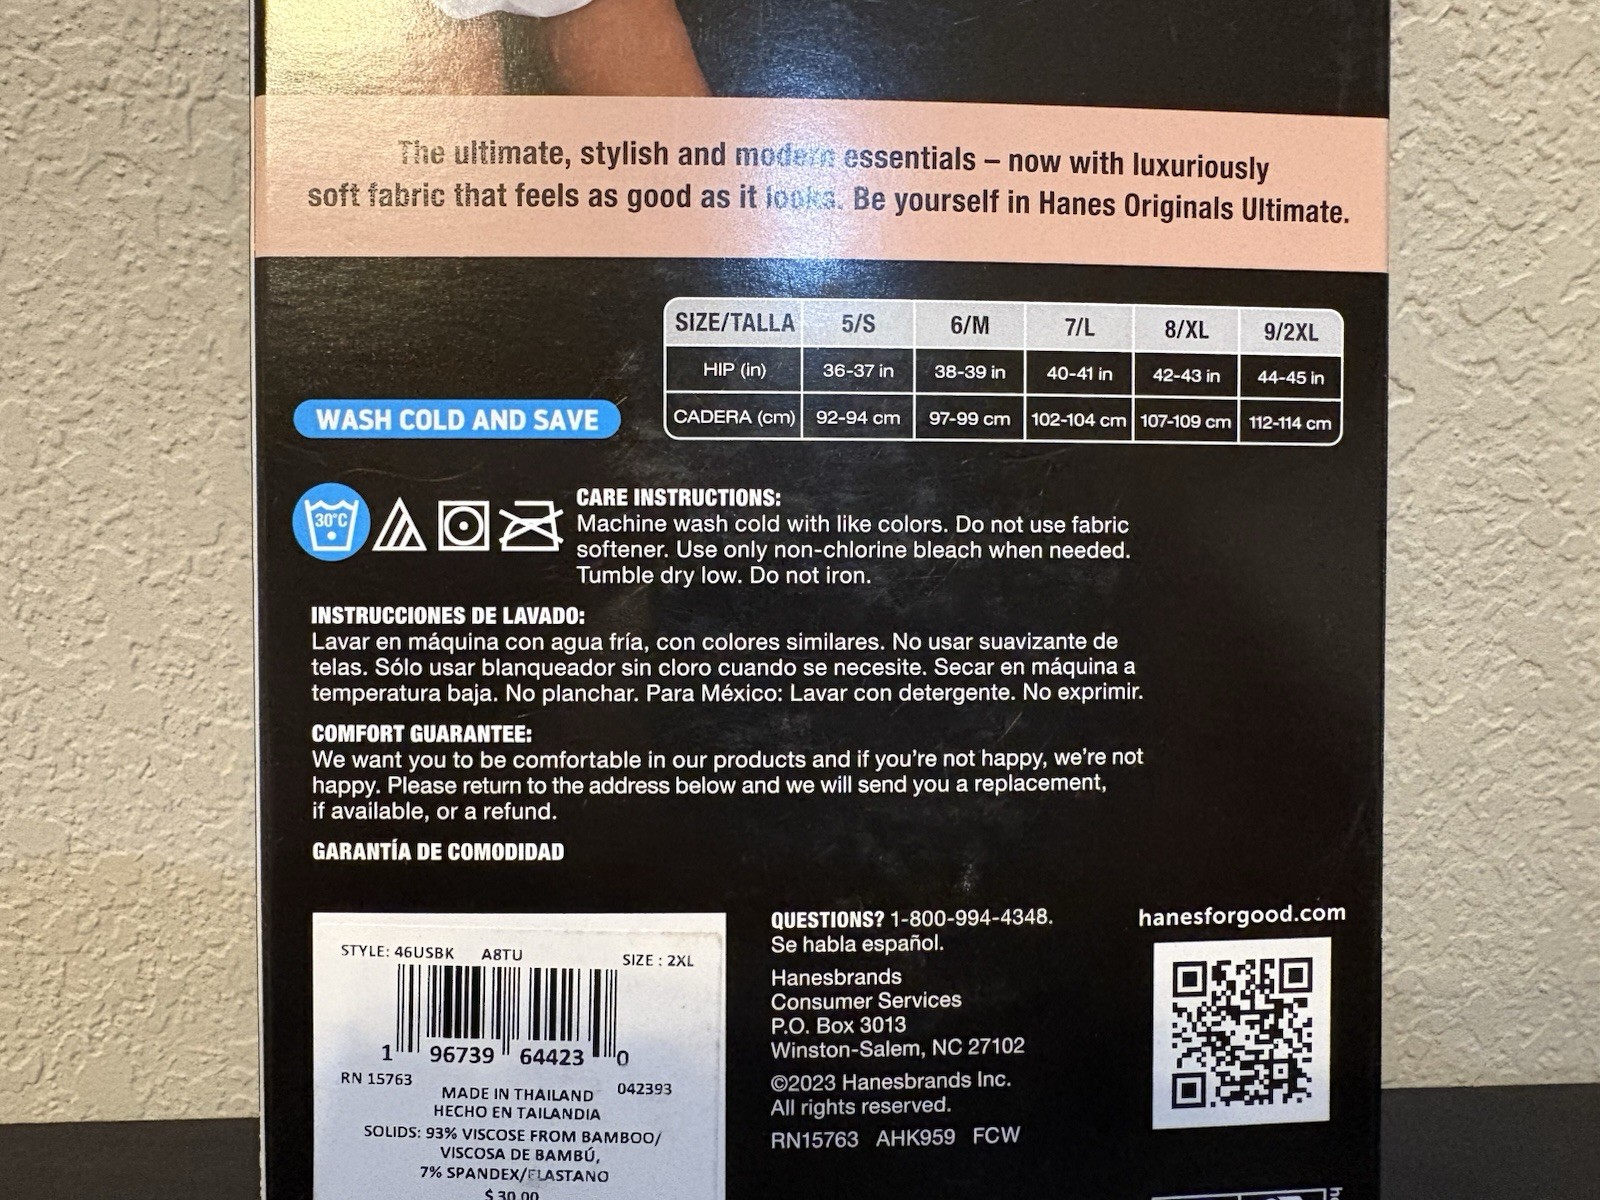 The ultimate, stylish and modern essentials – now with luxuriously
soft fabric that feels as good as it looks. Be yourself in Hanes Originals Ultimate.
SIZE/TALLA 5/S 6/M 7/L 8/XL 9/2XL
HIP (in) 36-37 in 38-39 in 40-41 in 42-43 in 44-45 in
CADERA (cm) 92-94 cm 97-99 cm 102-104 cm 107-109 cm 112-114 cm
WASH COLD AND SAVE
30°C
CARE INSTRUCTIONS:
Machine wash cold with like colors. Do not use fabric
softener. Use only non-chlorine bleach when needed.
Tumble dry low. Do not iron.
INSTRUCCIONES DE LAVADO:
Lavar en máquina con agua fría, con colores similares. No usar suavizante de
telas. Sólo usar blanqueador sin cloro cuando se necesite. Secar en máquina a
temperatura baja. No planchar. Para México: Lavar con detergente. No exprimir.
COMFORT GUARANTEE:
We want you to be comfortable in our products and if you're not happy, we're not
happy. Please return to the address below and we will send you a replacement,
if available, or a refund.
GARANTÍA DE COMODIDAD
STYLE: 46USBK A8TU SIZE : 2XL
1 96739 64423 0
RN 15763 042393
MADE IN THAILAND
HECHO EN TAILANDIA
SOLIDS: 93% VISCOSE FROM BAMBOO/
VISCOSA DE BAMBÚ,
7% SPANDEX/ELASTANO
$ 30.00
QUESTIONS? 1-800-994-4348.
Se habla español.
Hanesbrands
Consumer Services
P.O. Box 3013
Winston-Salem, NC 27102
©2023 Hanesbrands Inc.
All rights reserved.
RN15763 AHK959 FCW
hanesforgood.com